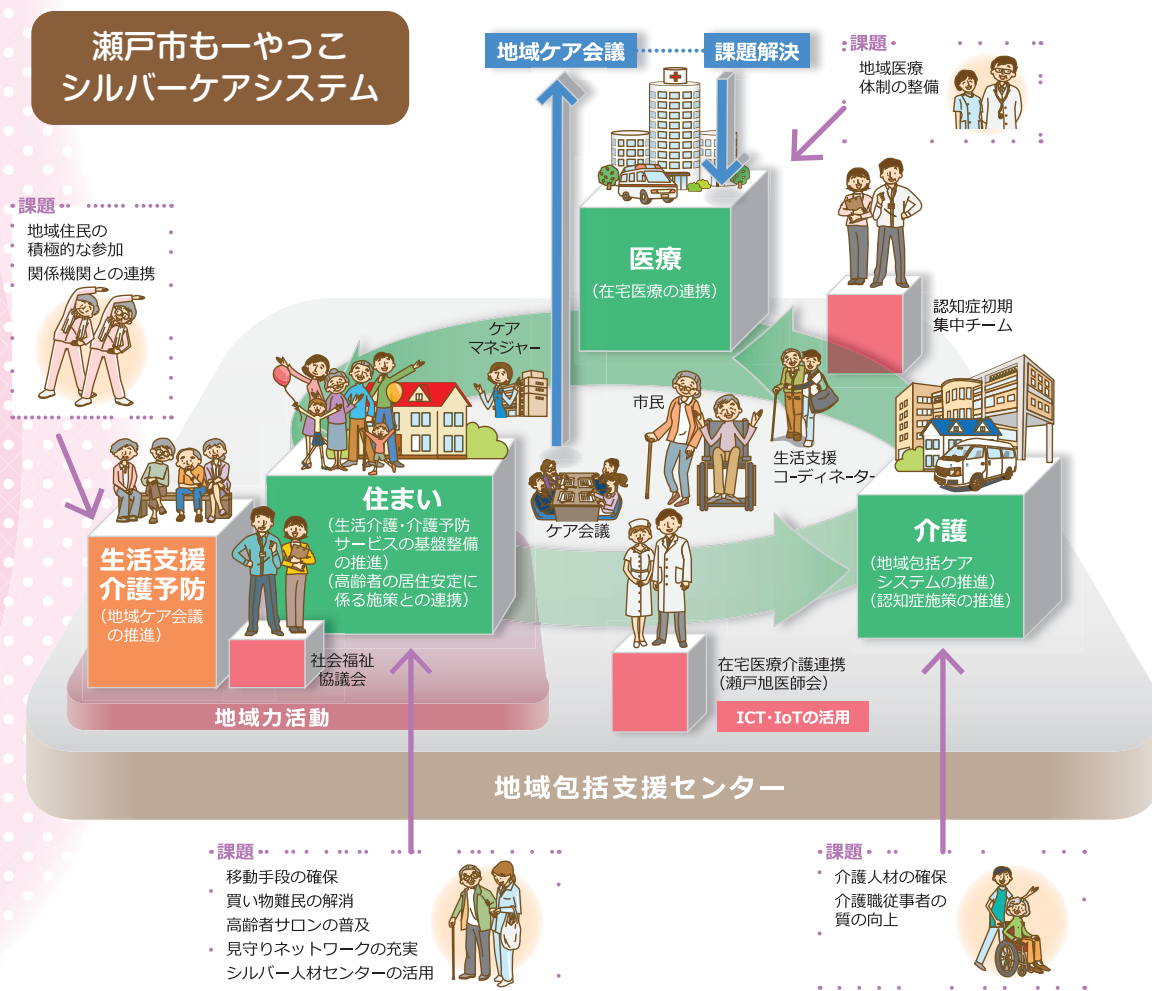 瀬戸市もーやっこ
シルバーケアシステム
地域ケア会議
課題解決
課題
地域医療
体制の整備
課題
地域住民の
積極的な参加
関係機関との連携
医療
（在宅医療の連携）
認知症初期
集中チーム
ケア
マネジャー
市民
生活支援
コーディネーター
ケア会議
住まい
（生活介護・介護予防
サービスの基盤整備
の推進）
（高齢者の居住安定に
係る施策との連携）
介護
（地域包括ケア
システムの推進）
（認知症施策の推進）
生活支援
介護予防
（地域ケア会議
の推進）
社会福祉
協議会
在宅医療介護連携
（瀬戸旭医師会）
ICT・IoTの活用
地域力活動
地域包括支援センター
課題
移動手段の確保
買い物難民の解消
高齢者サロンの普及
見守りネットワークの充実
シルバー人材センターの活用
課題
介護人材の確保
介護職従事者の
質の向上